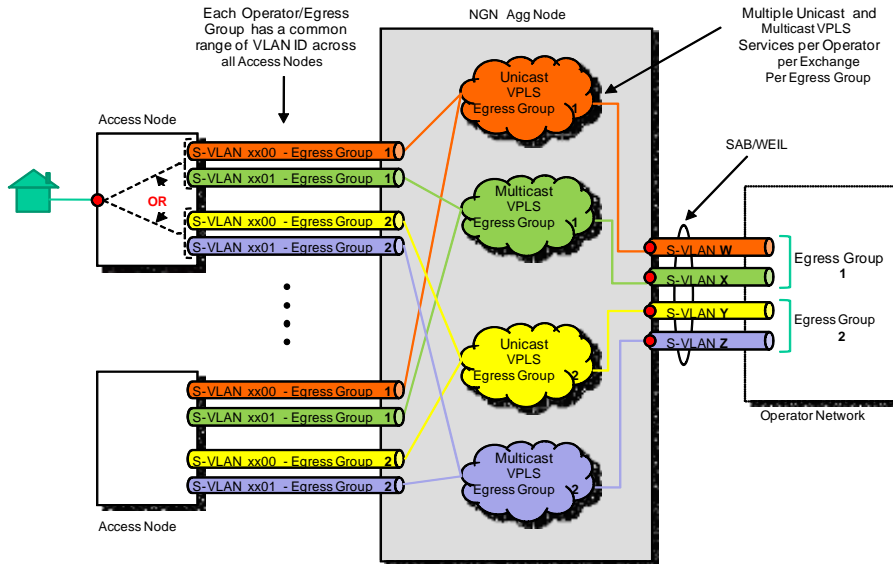 Each Operator/Egress
Group has a common
range of VLAN ID across
all Access Nodes
NGN Agg Node
Multiple Unicast and
Multicast VPLS
Services per Operator
per Exchange
Per Egress Group
Access Node
S-VLAN xx00 - Egress Group 1
S-VLAN xx01 - Egress Group 1
OR
S-VLAN xx00 - Egress Group 2
S-VLAN xx01 - Egress Group 2
Unicast
VPLS
Egress Group 1
Multicast
VPLS
Egress Group 1
SAB/WEIL
S-VLAN W
S-VLAN X
S-VLAN Y
S-VLAN Z
Egress Group
1
Egress Group
2
Operator Network
S-VLAN xx00 - Egress Group 1
S-VLAN xx01 - Egress Group 1
S-VLAN xx00 - Egress Group 2
S-VLAN xx01 - Egress Group 2
Access Node
Unicast
VPLS
Egress Group 2
Multicast
VPLS
Egress Group 2